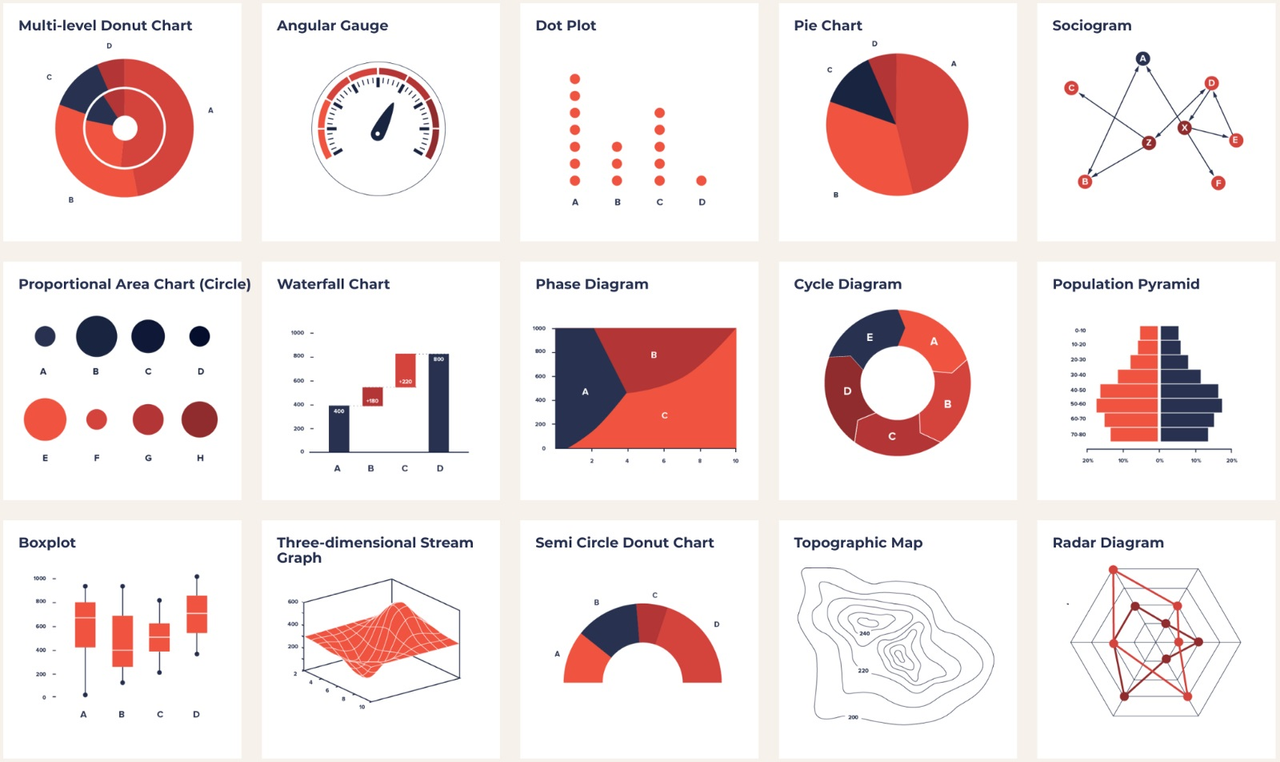 Multi-level Donut Chart
D
C
A
B
Angular Gauge
Dot Plot
A B C D
Pie Chart
D
A
C
B
Sociogram
A
C
D
X
E
Z
B
F
Proportional Area Chart (Circle)
A B C D
E F G H
Waterfall Chart
1000
800
600
400
200
0
400
+180
+220
800
A B C D
Phase Diagram
1000
800
600
400
200
0
A
B
C
2 4 6 8 10
Cycle Diagram
E
A
D
B
C
Population Pyramid
0-10
10-20
20-30
30-40
40-50
50-60
60-70
70-80
20% 10% 0% 10% 20%
Boxplot
1000
800
600
400
200
0
A B C D
Three-dimensional Stream
Graph
600
400
200
2
4
6
8
10
Semi Circle Donut Chart
B
C
A
D
Topographic Map
240
220
200
Radar Diagram